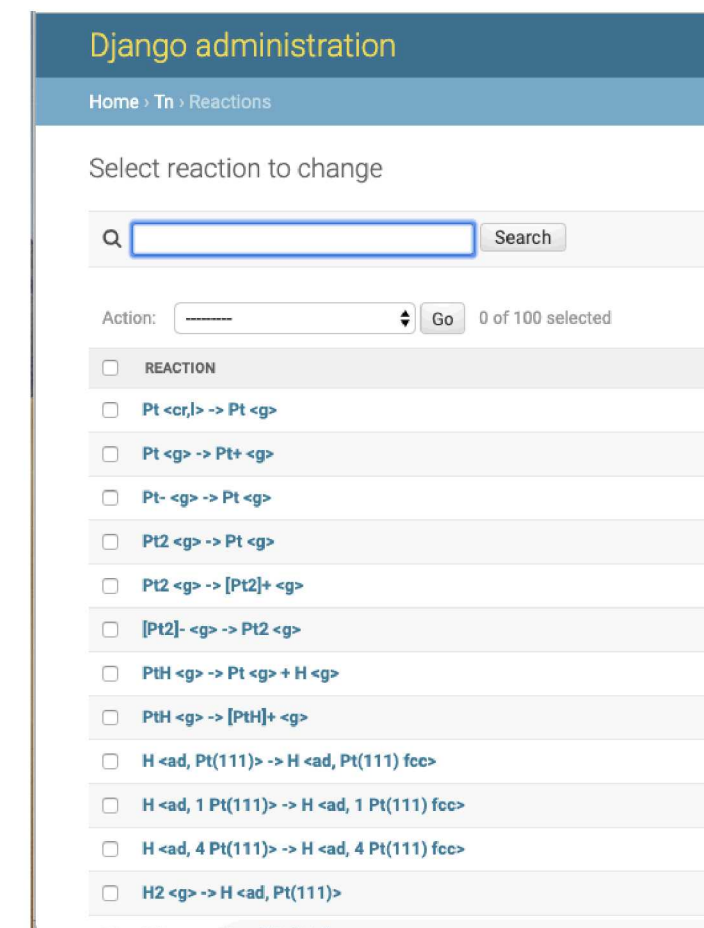 Django administration
Home › Tn › Reactions
Select reaction to change
Search
Action: --------- Go 0 of 100 selected
REACTION
Pt <cr,l> -> Pt <g>
Pt <g> -> Pt+ <g>
Pt- <g> -> Pt <g>
Pt2 <g> -> Pt <g>
Pt2 <g> -> [Pt2]+ <g>
[Pt2]- <g> -> Pt2 <g>
PtH <g> -> Pt <g> + H <g>
PtH <g> -> [PtH]+ <g>
H <ad, Pt(111)> -> H <ad, Pt(111) fcc>
H <ad, 1 Pt(111)> -> H <ad, 1 Pt(111) fcc>
H <ad, 4 Pt(111)> -> H <ad, 4 Pt(111) fcc>
H2 <g> -> H <ad, Pt(111)>